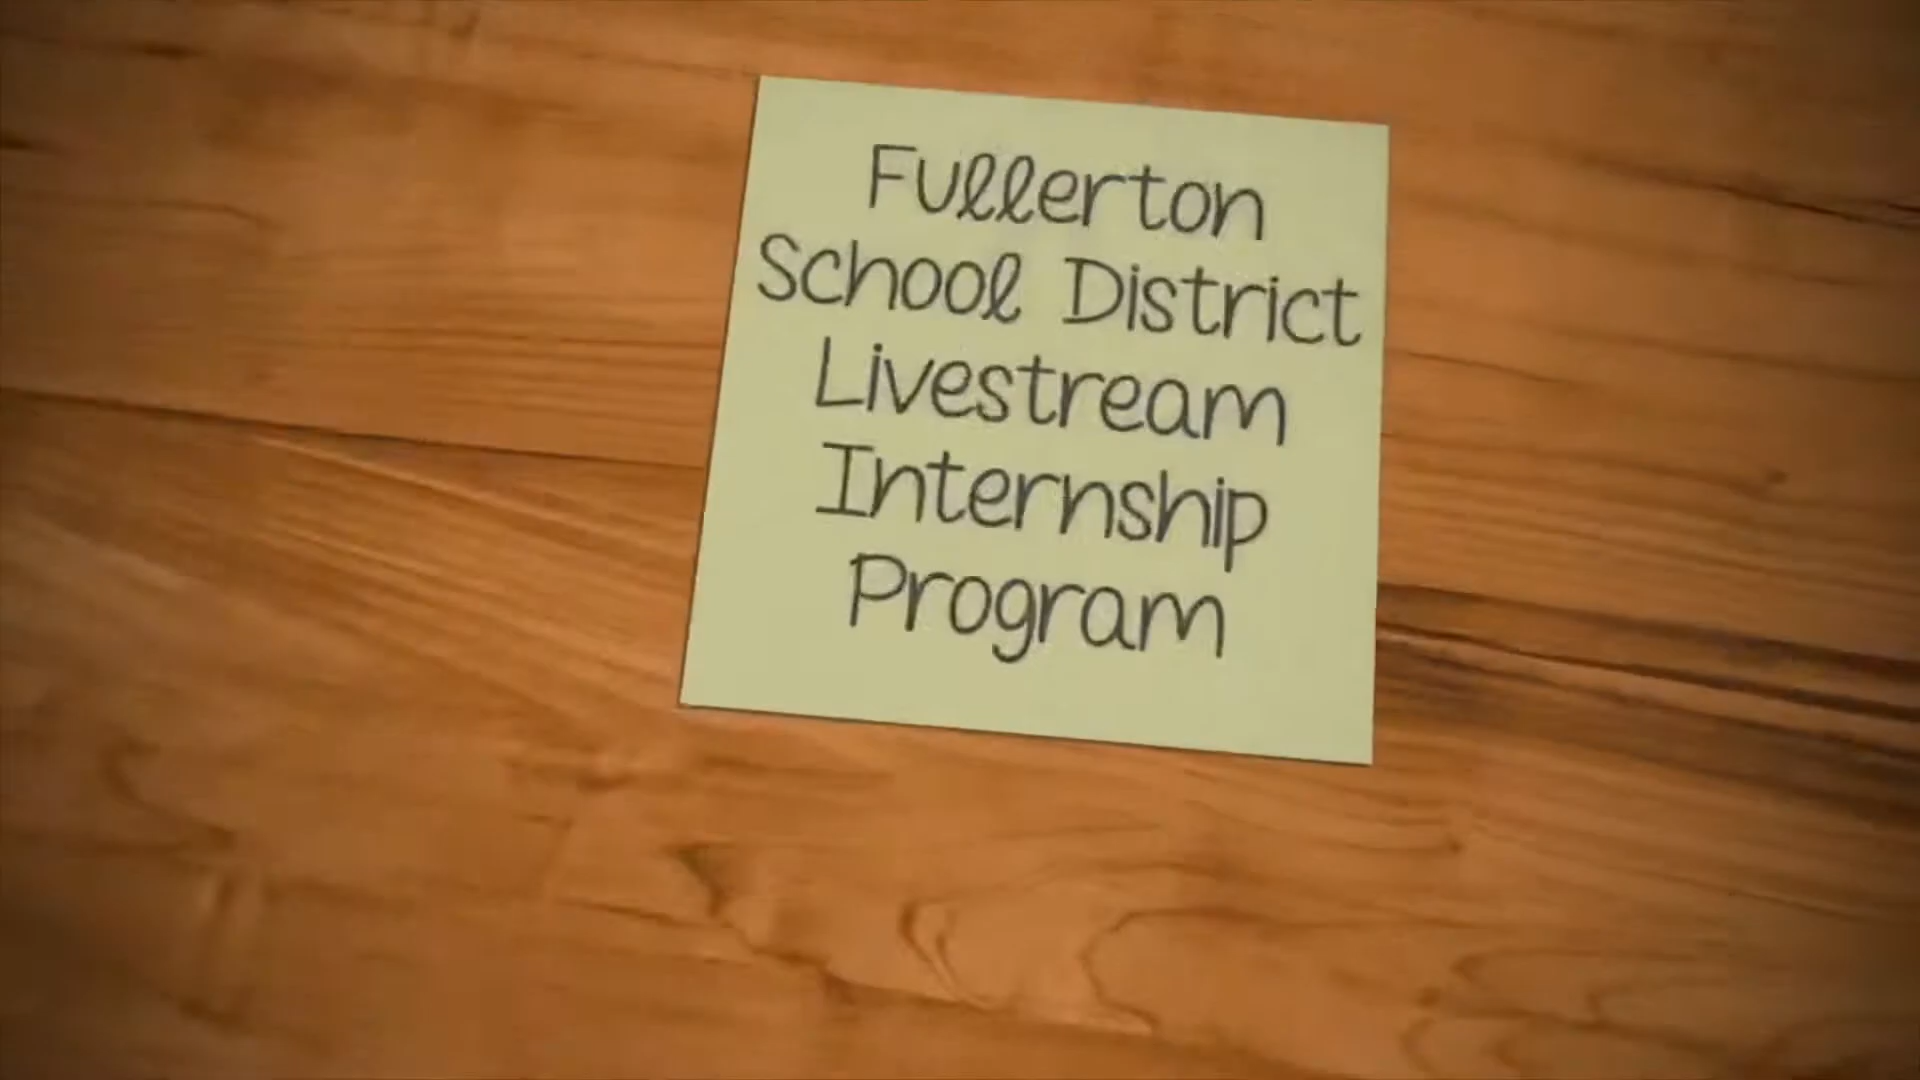 Fullerton
School District
Livestream
Internship
Program